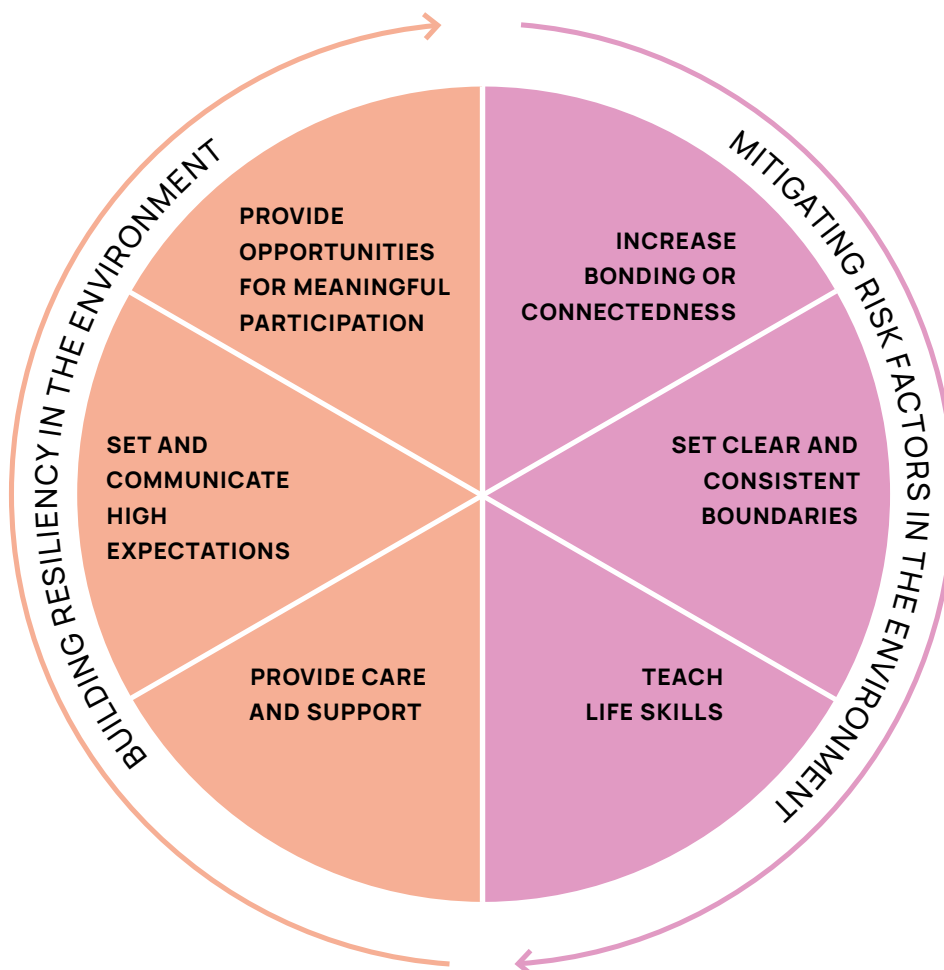 BUILDING RESILIENCY IN THE ENVIRONMENT
MITIGATING RISK FACTORS IN THE ENVIRONMENT
PROVIDE
OPPORTUNITIES
FOR MEANINGFUL
PARTICIPATION
INCREASE
BONDING OR
CONNECTEDNESS
SET AND
COMMUNICATE
HIGH
EXPECTATIONS
SET CLEAR AND
CONSISTENT
BOUNDARIES
PROVIDE CARE
AND SUPPORT
TEACH
LIFE SKILLS